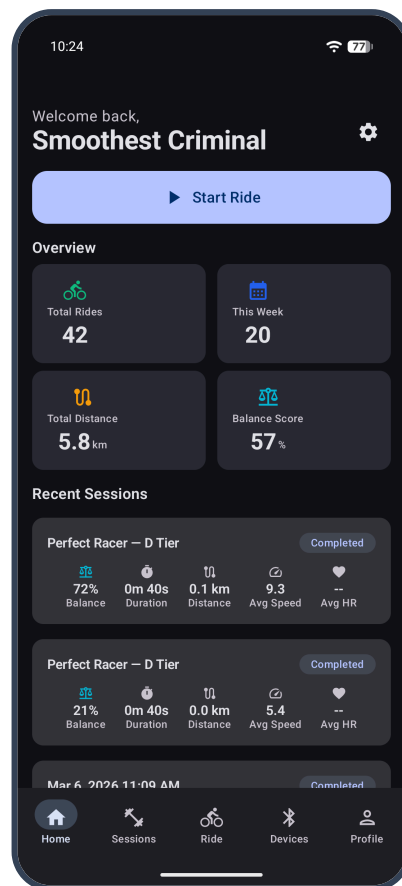 10:24
77
Welcome back,
Smoothest Criminal
Start Ride
Overview
Total Rides
42
This Week
20
Total Distance
5.8 km
Balance Score
57 %
Recent Sessions
Perfect Racer — D Tier
Completed
72% 0m 40s 0.1 km 9.3 --
Balance Duration Distance Avg Speed Avg HR
Perfect Racer — D Tier
Completed
21% 0m 40s 0.0 km 5.4 --
Balance Duration Distance Avg Speed Avg HR
Mar 6, 2026 11:09 AM
Completed
Home Sessions Ride Devices Profile